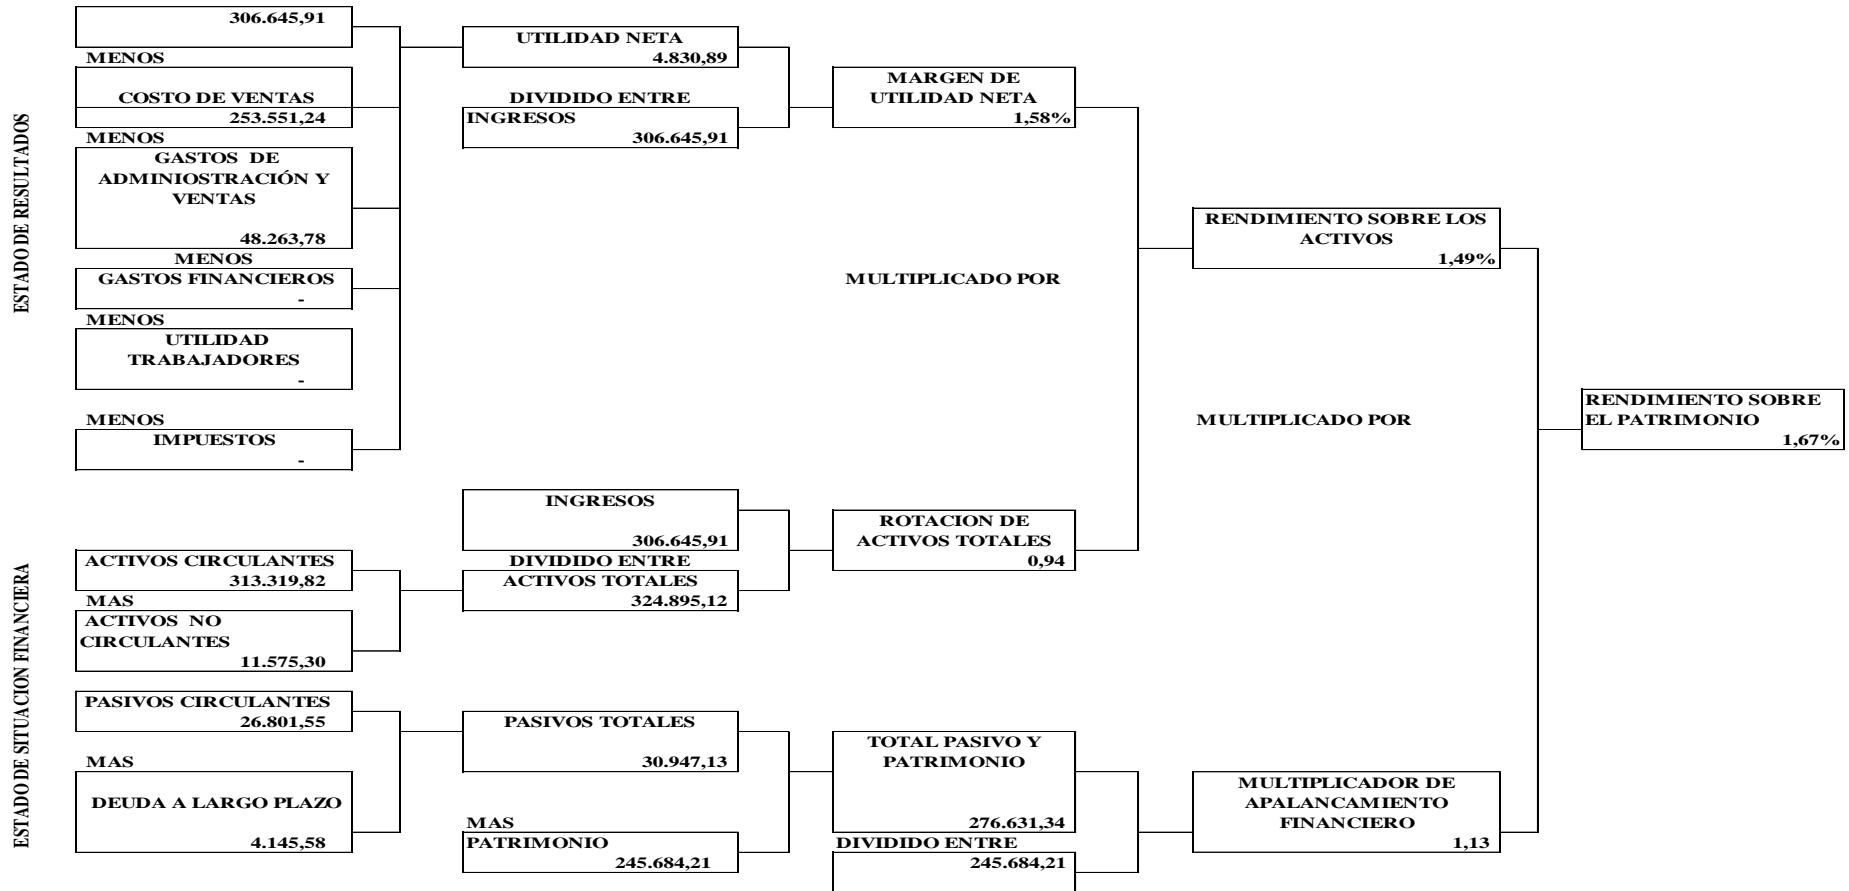 ESTADO DE RESULTADOS
306.645,91
MENOS
COSTO DE VENTAS
253.551,24
MENOS
GASTOS DE
ADMINIOSTRACIÓN Y
VENTAS
48.263,78
MENOS
GASTOS FINANCIEROS
-
MENOS
UTILIDAD
TRABAJADORES
-
MENOS
IMPUESTOS
-
UTILIDAD NETA
4.830,89
DIVIDIDO ENTRE
INGRESOS
306.645,91
MARGEN DE
UTILIDAD NETA
1,58%
MULTIPLICADO POR
RENDIMIENTO SOBRE LOS
ACTIVOS
1,49%
MULTIPLICADO POR
RENDIMIENTO SOBRE
EL PATRIMONIO
1,67%
ESTADO DE SITUACION FINANCIERA
ACTIVOS CIRCULANTES
313.319,82
MAS
ACTIVOS NO
CIRCULANTES
11.575,30
INGRESOS
306.645,91
DIVIDIDO ENTRE
ACTIVOS TOTALES
324.895,12
ROTACION DE
ACTIVOS TOTALES
0,94
PASIVOS CIRCULANTES
26.801,55
MAS
DEUDA A LARGO PLAZO
4.145,58
PASIVOS TOTALES
30.947,13
MAS
PATRIMONIO
245.684,21
TOTAL PASIVO Y
PATRIMONIO
276.631,34
DIVIDIDO ENTRE
245.684,21
MULTIPLICADOR DE
APALANCAMIENTO
FINANCIERO
1,13